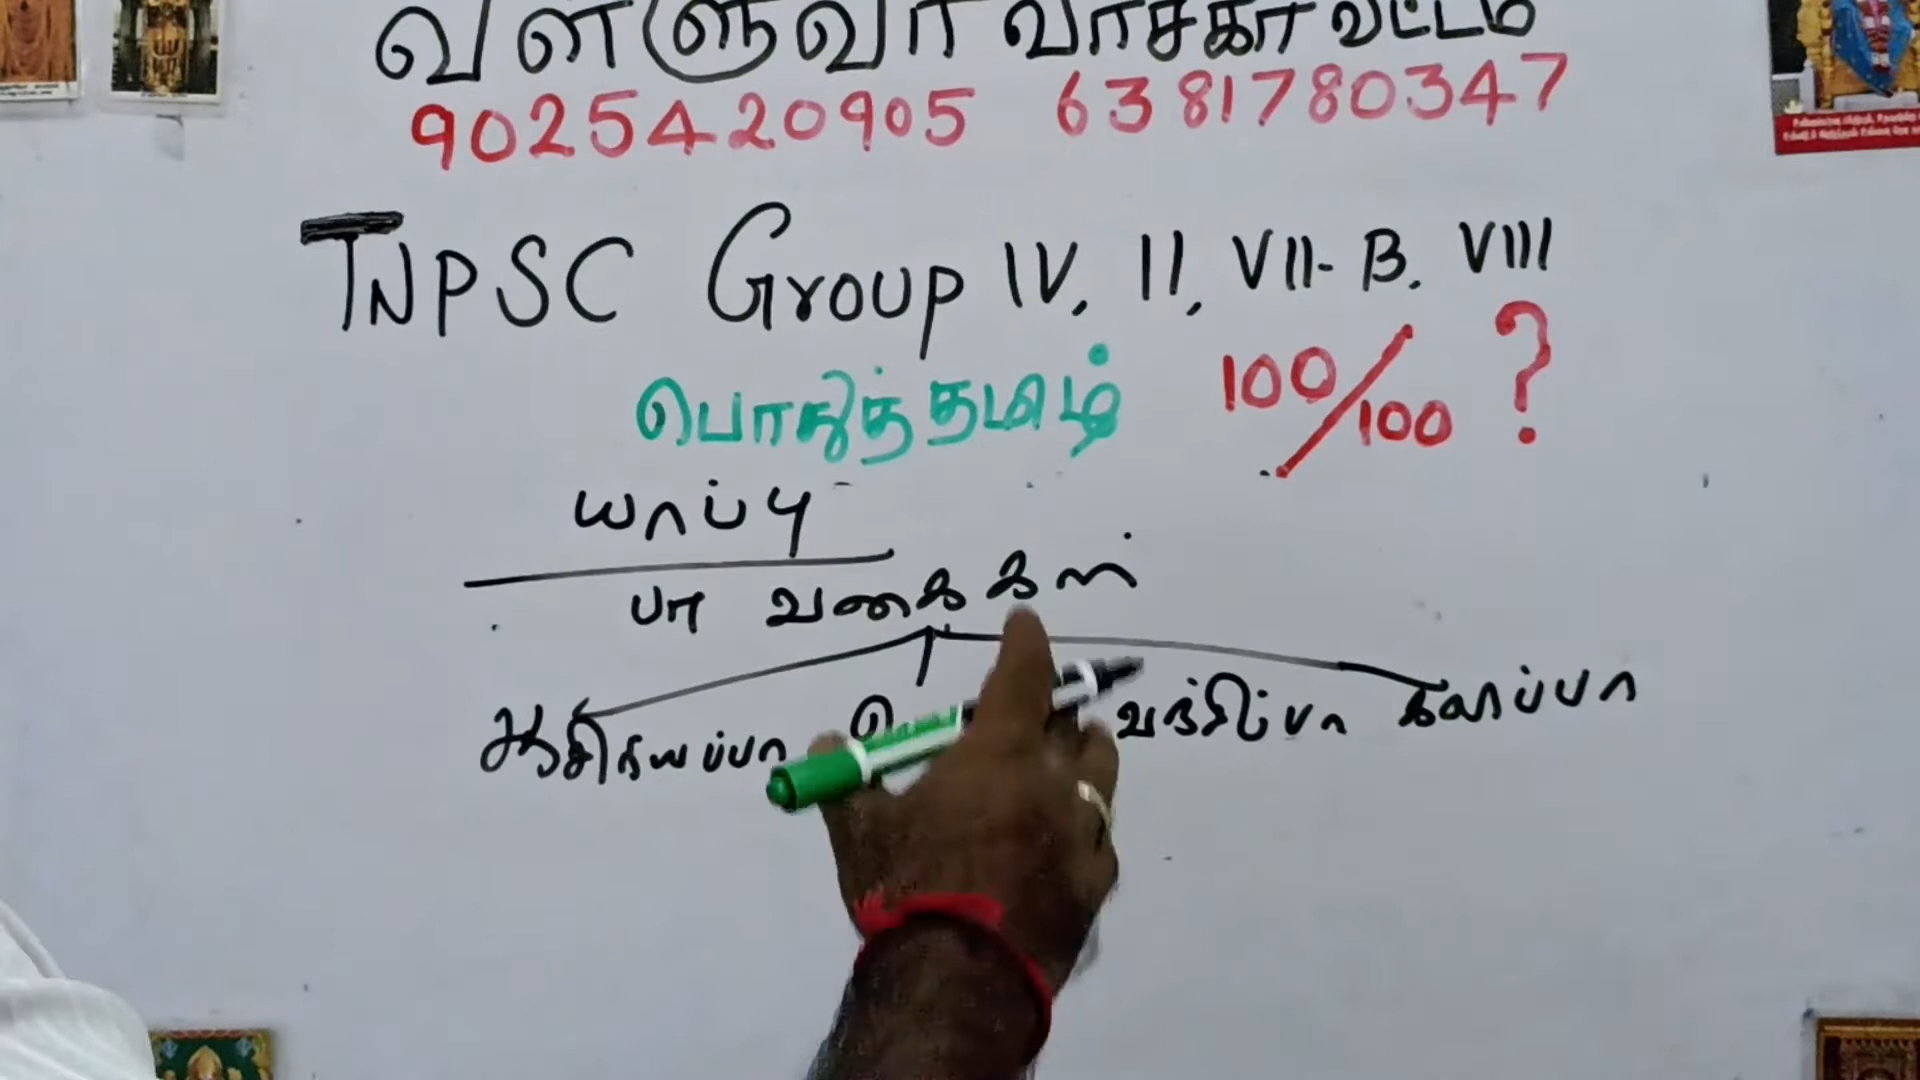 வள்ளுவர் வாசகர் வட்டம்
9025420905 6381780347
TNPSC Group IV, II, VII-B, VIII
பொதுத்தமிழ் 100/100 ?
யாப்பு
பா வகைகள்
ஆசிரியப்பா வஞ்சிப்பா கலிப்பா